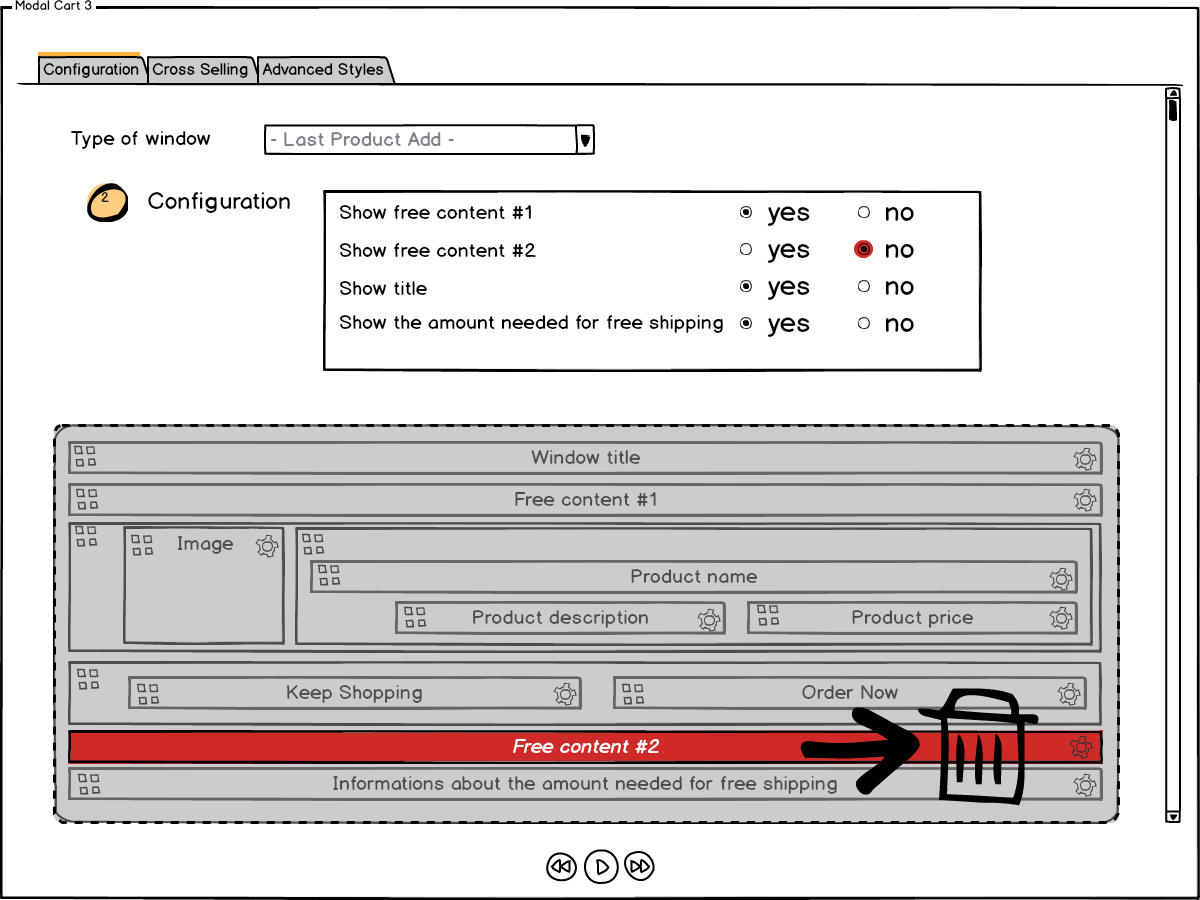 Modal Cart 3
Configuration Cross Selling Advanced Styles
Type of window - Last Product Add -
2 Configuration
Show free content #1 yes no
Show free content #2 yes no
Show title yes no
Show the amount needed for free shipping yes no
Window title
Free content #1
Image
Product name
Product description Product price
Keep Shopping Order Now
Free content #2
Informations about the amount needed for free shipping